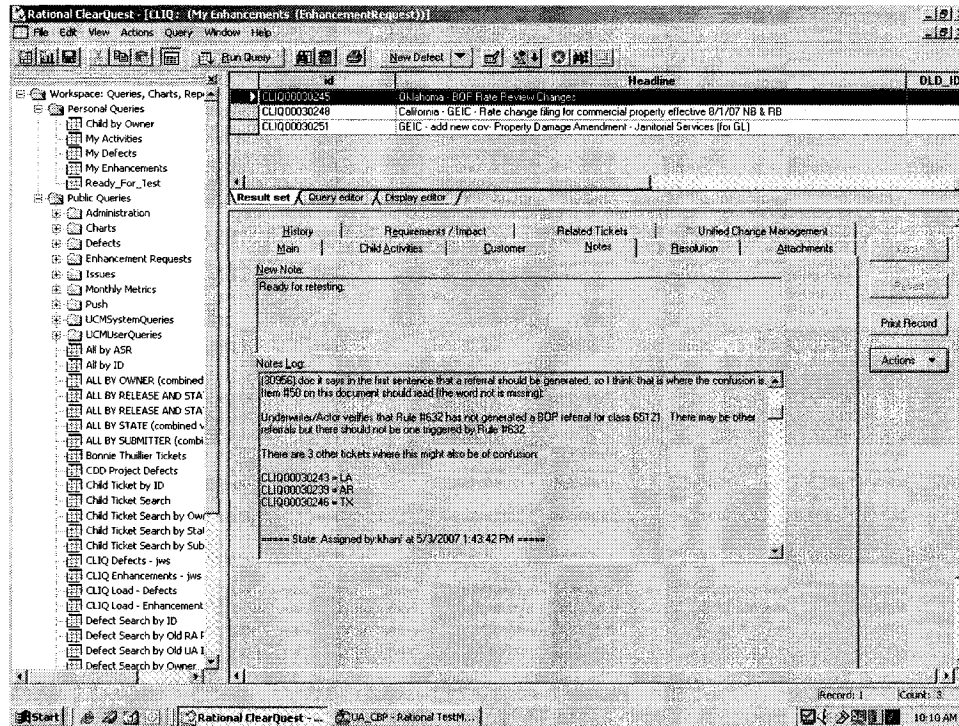 Rational ClearQuest - [CLIQ: (My Enhancements (EnhancementRequest))]
File Edit View Actions Query Window Help
Run Query New Defect
Workspace: Queries, Charts, Rep
Personal Queries
Child by Owner
My Activities
My Defects
My Enhancements
Ready_For_Test
Public Queries
Administration
Charts
Defects
Enhancement Requests
Issues
Monthly Metrics
Push
UCMSystemQueries
UCMUserQueries
All by ASR
All by ID
ALL BY OWNER (combined
ALL BY RELEASE AND STA
ALL BY RELEASE AND STA
ALL BY STATE (combined v
ALL BY SUBMITTER (combi
Bonnie Thuillier Tickets
CDD Project Defects
Child Ticket by ID
Child Ticket Search
Child Ticket Search by Ow
Child Ticket Search by Stat
Child Ticket Search by Sub
CLIQ Defects - jws
CLIQ Enhancements - jws
CLIQ Load - Defects
CLIQ Load - Enhancement
Defect Search by ID
Defect Search by Old RA
Defect Search by Old UA I
Defect Search by Owner
id Headline OLD_ID
CLIQ00030245 Oklahoma - BOP Rate Review Changes
CLIQ00030248 California - GEIC - Rate change filing for commercial property effective 8/1/07 NB & RB
CLIQ00030251 GEIC - add new cov- Property Damage Amendment - Janitorial Services (for GL)
Result set Query editor Display editor
History Requirements / Impact Related Tickets Unified Change Management
Main Child Activities Customer Notes Resolution Attachments
New Note:
Ready for retesting.
Notes Log:
(30956) doc it says in the first sentence that a referral should be generated, so I think that is where the confusion is.
Item #50 on this document should read (the word not is missing):
Underwriter/Actor verifies that Rule #632 has not generated a BOP referral for class 65121. There may be other
referrals but there should not be one triggered by Rule #632.
There are 3 other tickets where this might also be of confusion:
CLIQ00030243 = LA
CLIQ00030239 = AR
CLIQ00030246 = TX
===== State: Assigned by:khanf at 5/3/2007 1:43:42 PM =====
Print Record
Actions
Record: 1 Count: 3
Start Rational ClearQuest - ... UA_CBP - Rational TestM... 10:10 AM